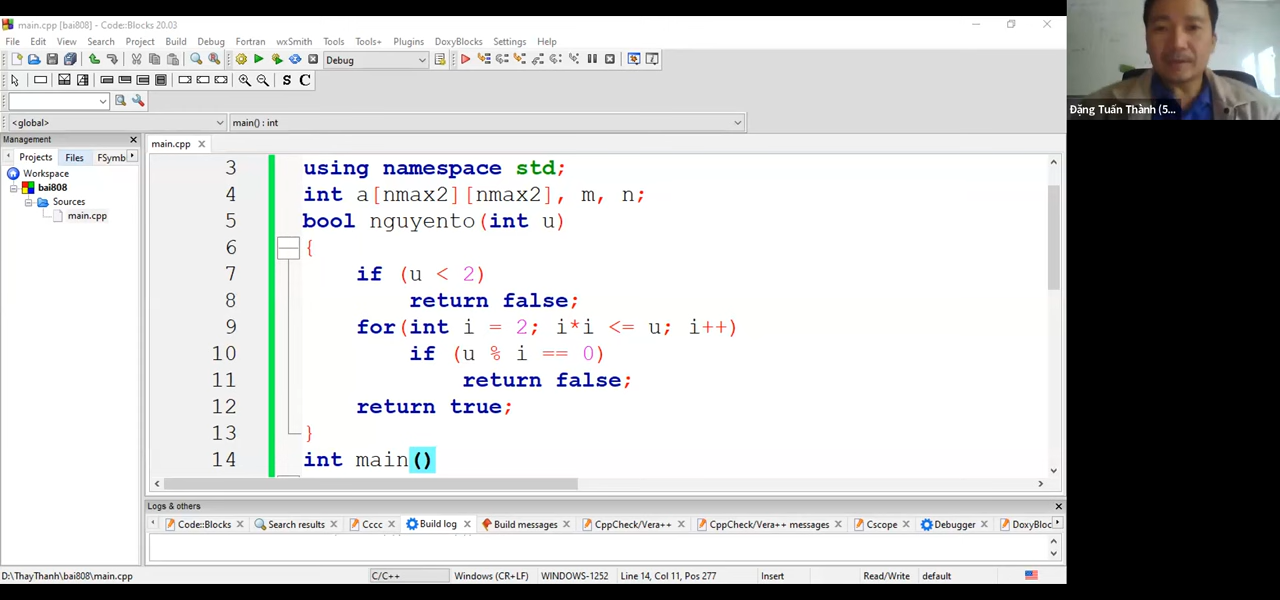 main.cpp [bai808] - Code::Blocks 20.03
File Edit View Search Project Build Debug Fortran wxSmith Tools Tools+ Plugins DoxyBlocks Settings Help
Debug
S C
<global> main() : int
Management
Projects Files FSymb
main.cpp
Workspace
bai808
Sources
main.cpp
3 using namespace std;
4 int a[nmax2][nmax2], m, n;
5 bool nguyento(int u)
6 {
7 if (u < 2)
8 return false;
9 for(int i = 2; i*i <= u; i++)
10 if (u % i == 0)
11 return false;
12 return true;
13 }
14 int main()
Logs & others
Code::Blocks Search results Cccc Build log Build messages CppCheck/Vera++ CppCheck/Vera++ messages Cscope Debugger DoxyBloc
D:\ThayThanh\bai808\main.cpp C/C++ Windows (CR+LF) WINDOWS-1252 Line 14, Col 11, Pos 277 Insert Read/Write default
Đặng Tuấn Thành (5...